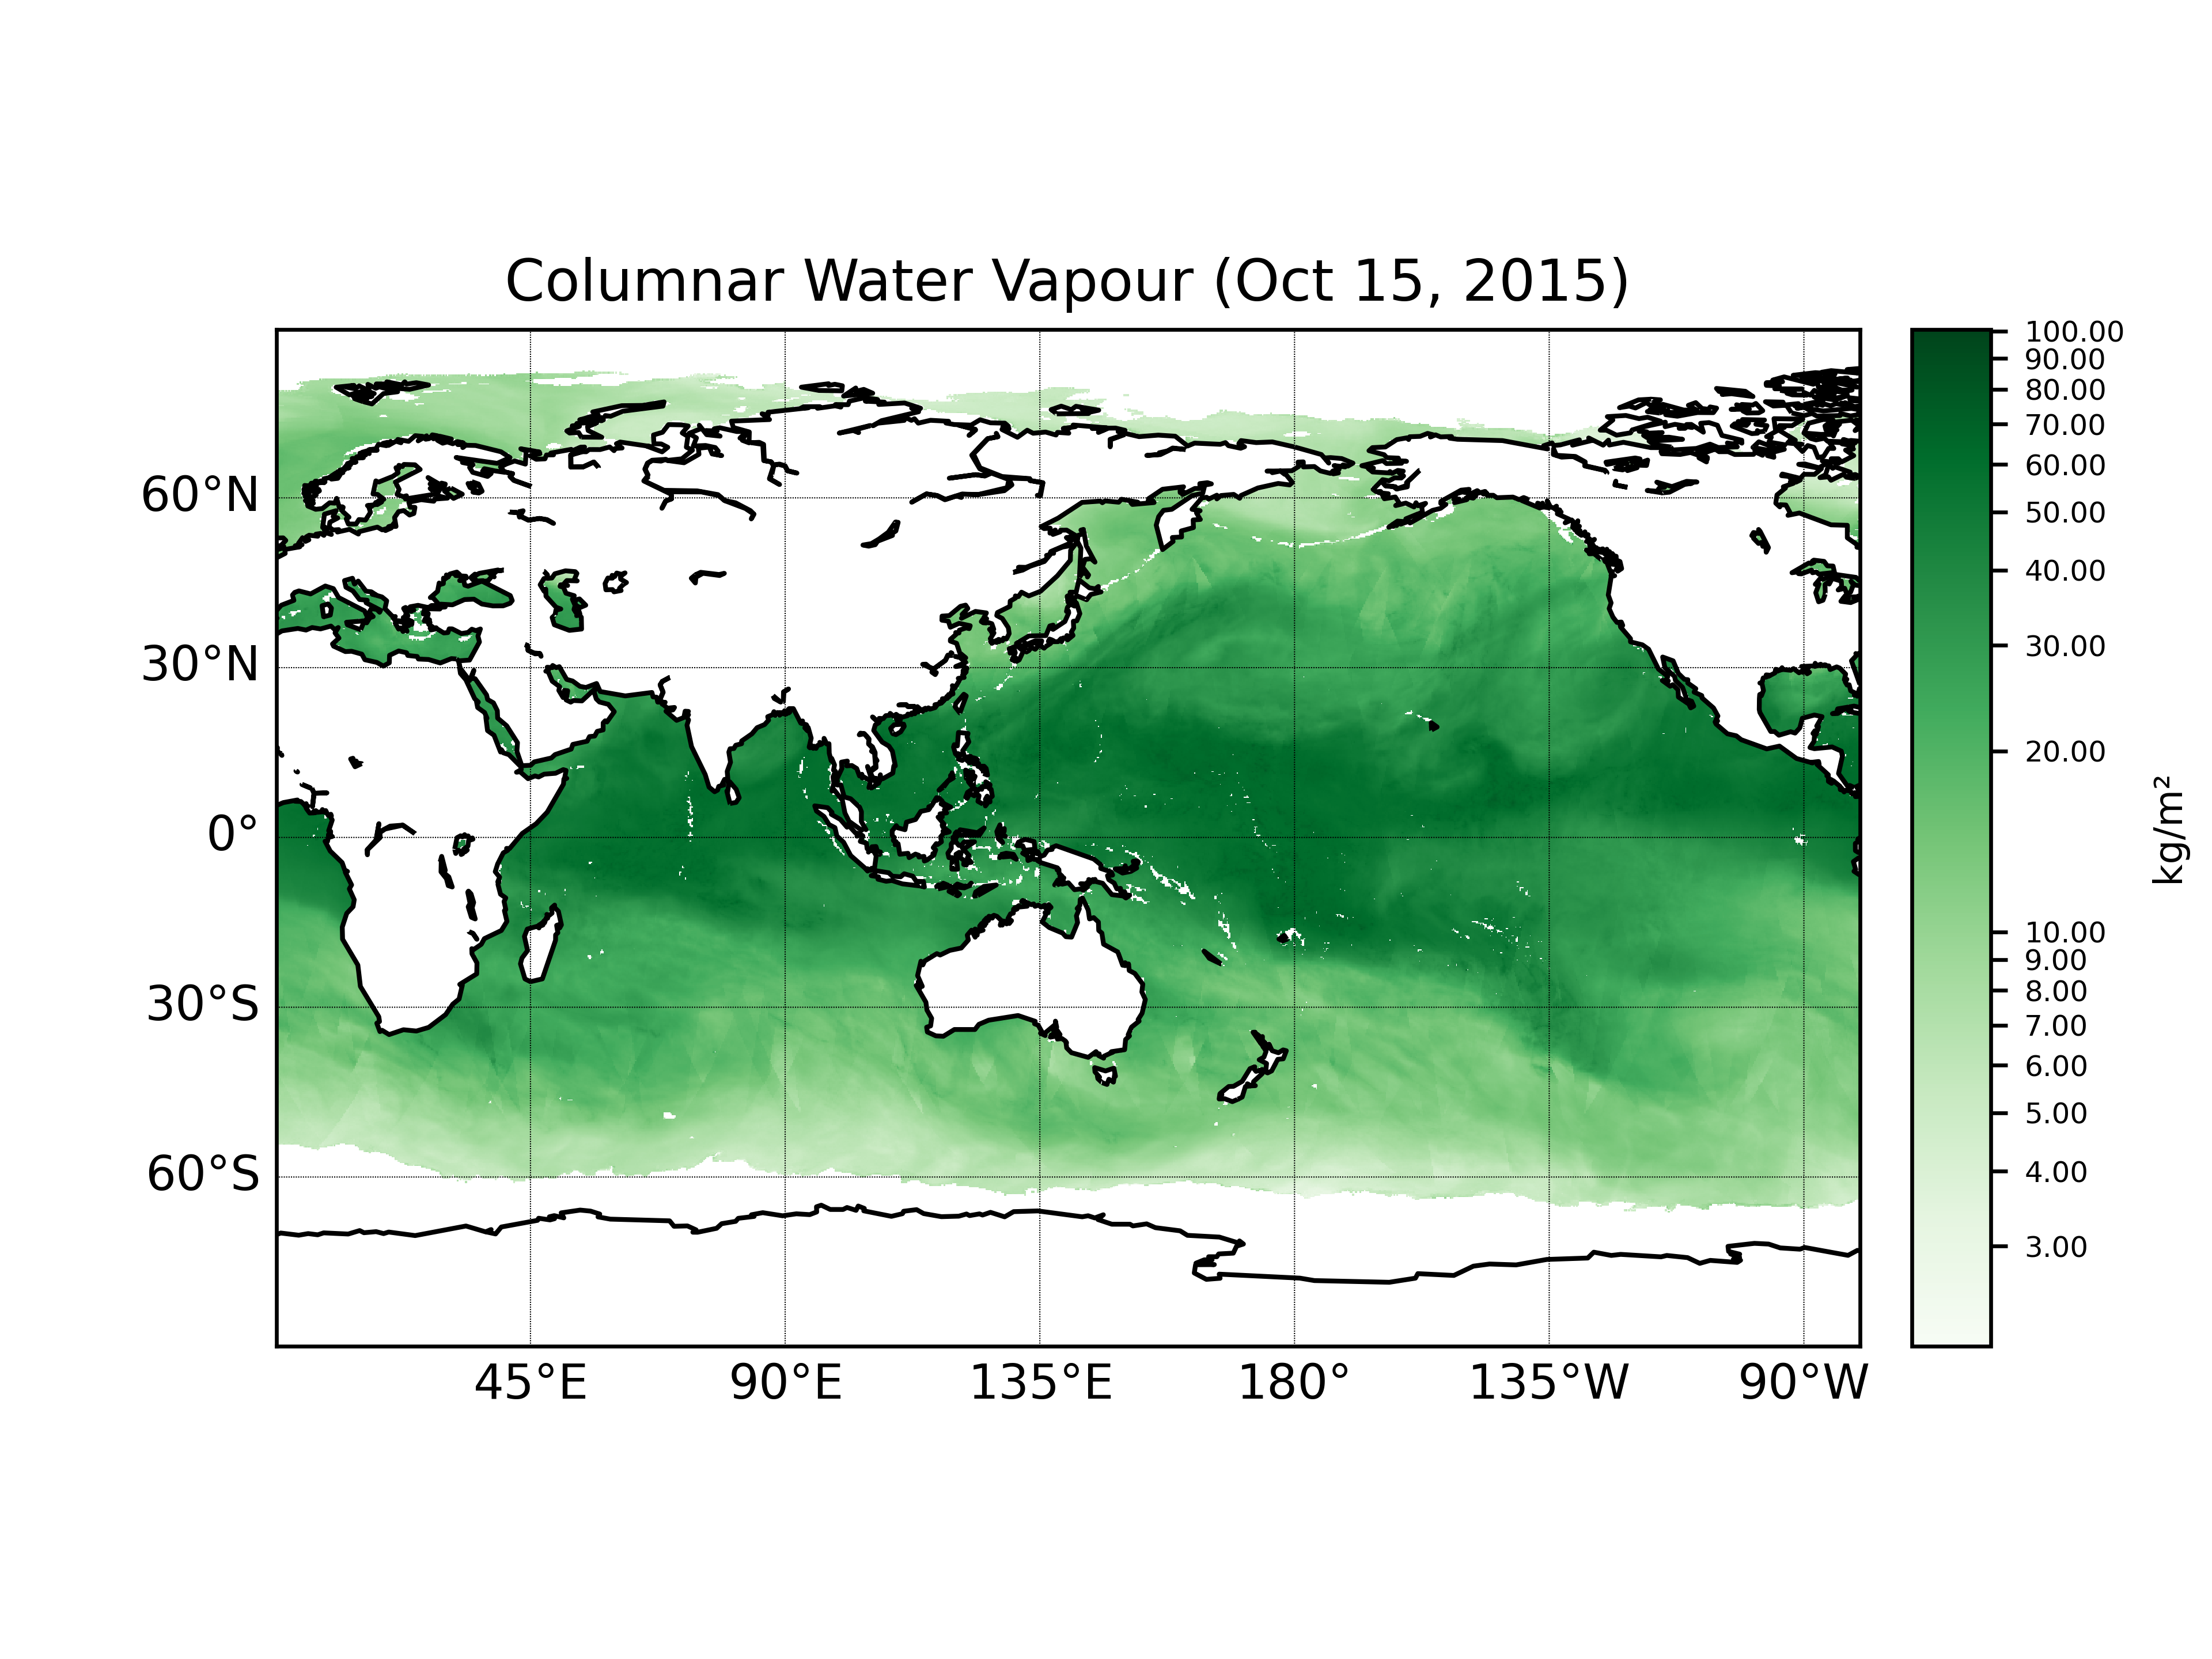 Columnar Water Vapour (Oct 15, 2015)
60°N
30°N
0°
30°S
60°S
45°E
90°E
135°E
180°
135°W
90°W
100.00
90.00
80.00
70.00
60.00
50.00
40.00
30.00
20.00
10.00
9.00
8.00
7.00
6.00
5.00
4.00
3.00
kg/m²